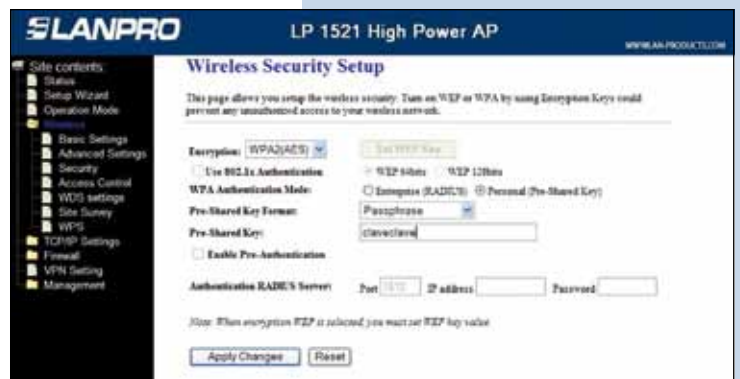 LANPRO
LP 1521 High Power AP
WWW.LAN-PRODUCTS.COM
Site contents:
Status
Setup Wizard
Operation Mode
Wireless
Basic Settings
Advanced Settings
Security
Access Control
WDS settings
Site Survey
WPS
TCP/IP Settings
Firewall
VPN Setting
Management
Wireless Security Setup
This page allows you setup the wireless security. Turn on WEP or WPA by using Encryption Keys could
prevent any unauthorized access to your wireless network.
Encryption: WPA2(AES) Set WEP Key
Use 802.1x Authentication WEP 64bits WEP 128bits
WPA Authentication Mode: Enterprise (RADIUS) Personal (Pre-Shared Key)
Pre-Shared Key Format: Passphrase
Pre-Shared Key: claveclave
Enable Pre-Authentication
Authentication RADIUS Server: Port 1812 IP address Password
Note: When encryption WEP is selected, you must set WEP key value.
Apply Changes Reset